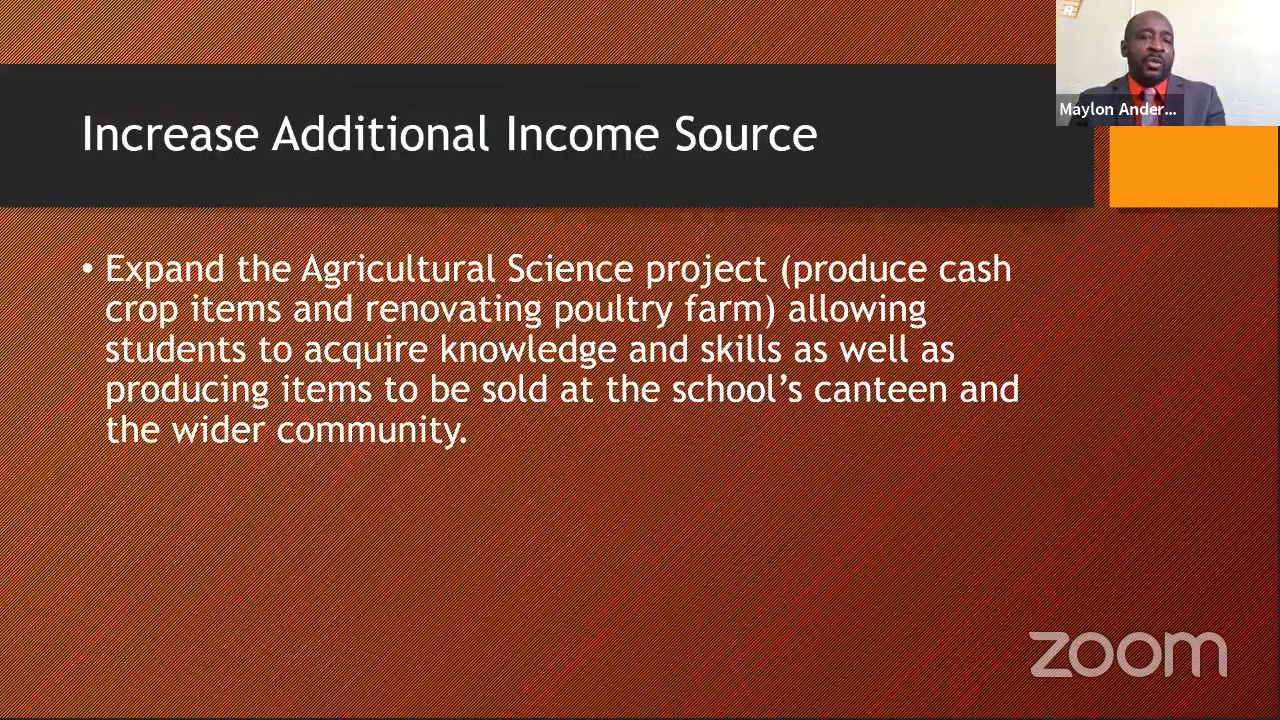 Increase Additional Income Source
Maylon Ander...
• Expand the Agricultural Science project (produce cash
crop items and renovating poultry farm) allowing
students to acquire knowledge and skills as well as
producing items to be sold at the school’s canteen and
the wider community.
zoom